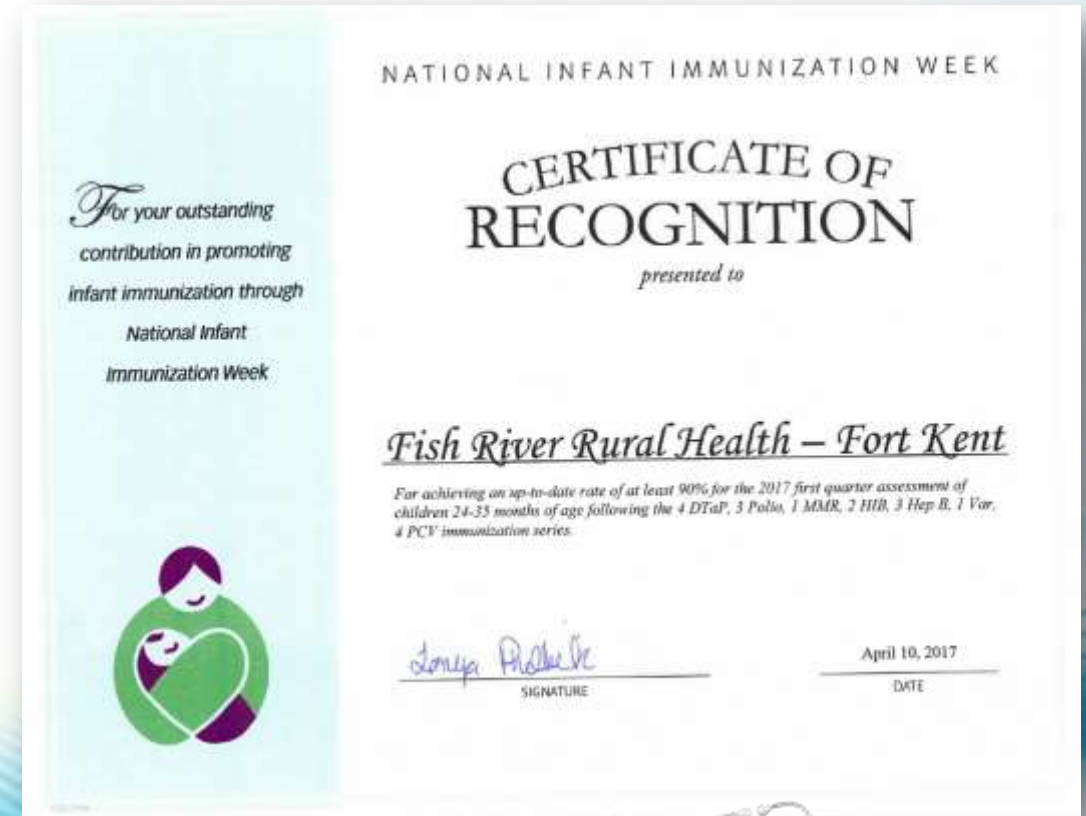 NATIONAL INFANT IMMUNIZATION WEEK
CERTIFICATE OF
RECOGNITION
presented to
For your outstanding
contribution in promoting
infant immunization through
National Infant
Immunization Week
Fish River Rural Health – Fort Kent
For achieving an up-to-date rate of at least 90% for the 2017 first quarter assessment of
children 24-35 months of age following the 4 DTaP, 3 Polio, 1 MMR, 2 HIB, 3 Hep B, 1 Var,
4 PCV immunization series.
April 10, 2017
SIGNATURE
DATE